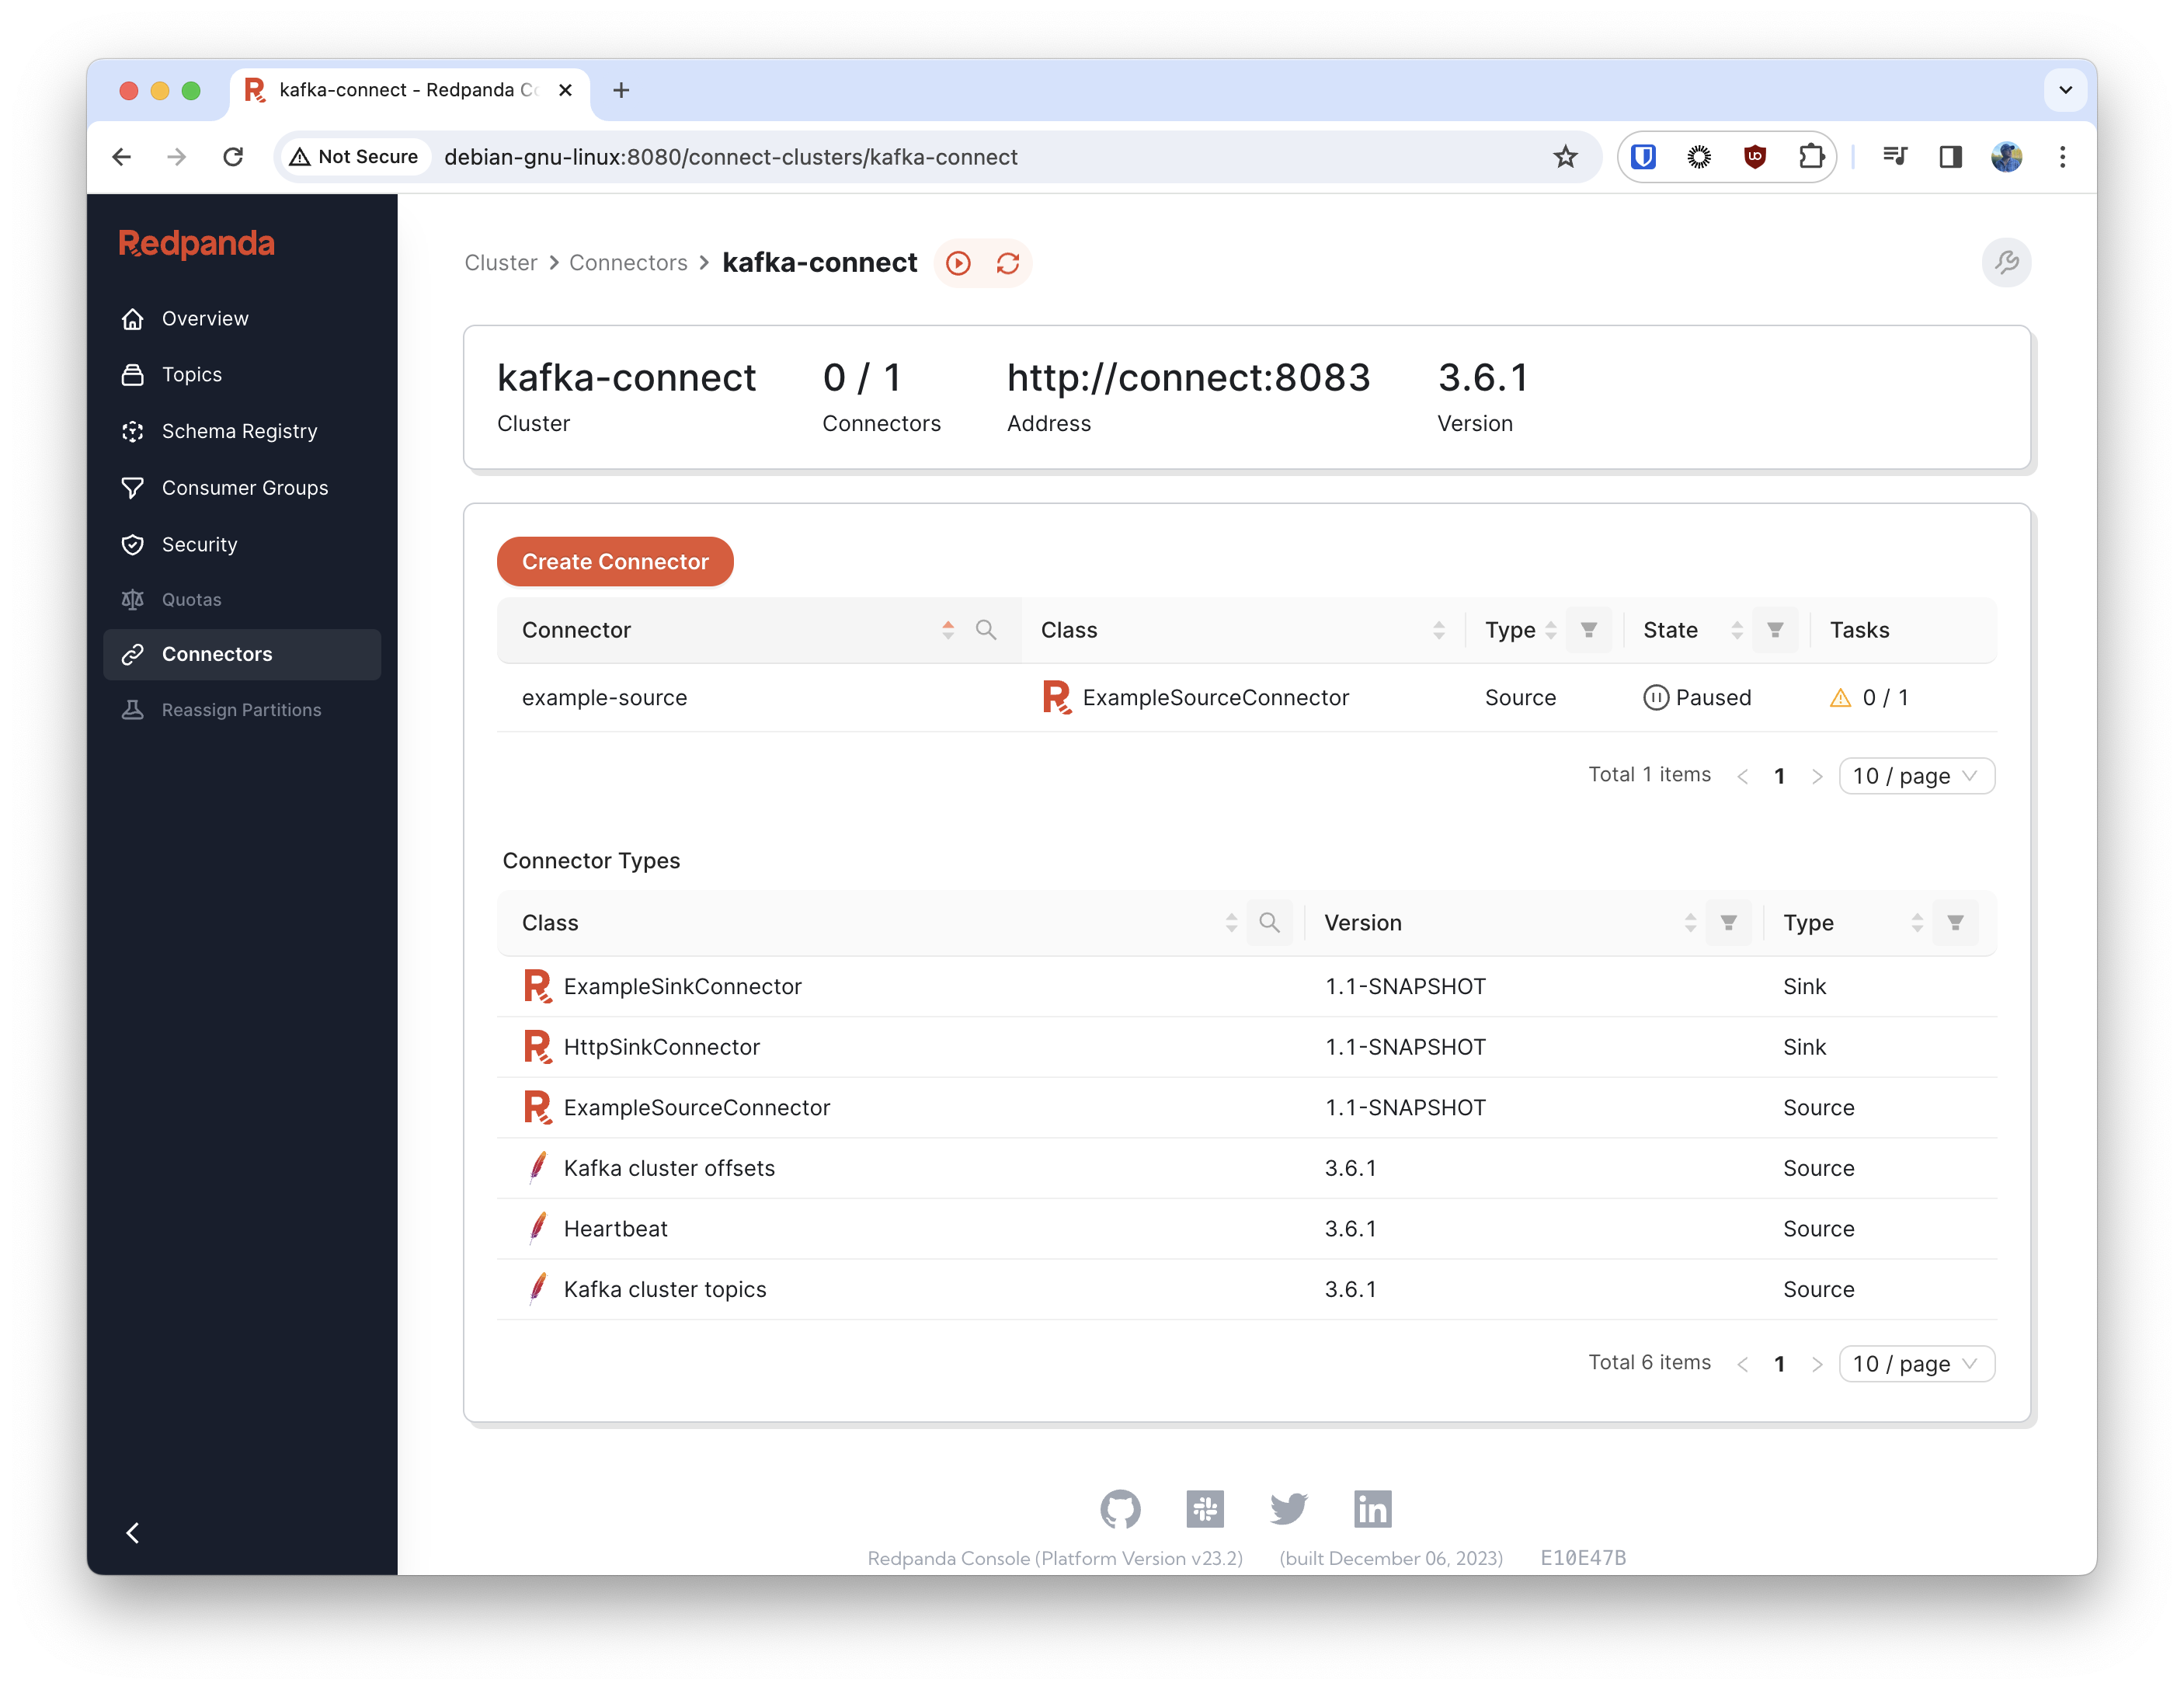 kafka-connect - Redpanda Co
Not Secure
debian-gnu-linux:8080/connect-clusters/kafka-connect
Redpanda
Overview
Topics
Schema Registry
Consumer Groups
Security
Quotas
Connectors
Reassign Partitions
Cluster > Connectors > kafka-connect
kafka-connect 0 / 1 http://connect:8083 3.6.1
Cluster Connectors Address Version
Create Connector
Connector Class Type State Tasks
example-source ExampleSourceConnector Source Paused 0 / 1
Total 1 items < 1 > 10 / page
Connector Types
Class Version Type
ExampleSinkConnector 1.1-SNAPSHOT Sink
HttpSinkConnector 1.1-SNAPSHOT Sink
ExampleSourceConnector 1.1-SNAPSHOT Source
Kafka cluster offsets 3.6.1 Source
Heartbeat 3.6.1 Source
Kafka cluster topics 3.6.1 Source
Total 6 items < 1 > 10 / page
Redpanda Console (Platform Version v23.2) (built December 06, 2023) E10E47B